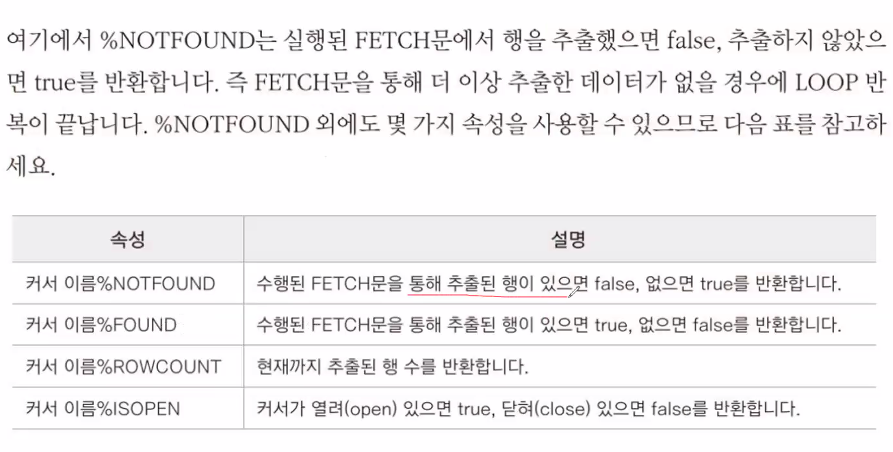 여기에서 %NOTFOUND는 실행된 FETCH문에서 행을 추출했으면 false, 추출하지 않았으
면 true를 반환합니다. 즉 FETCH문을 통해 더 이상 추출한 데이터가 없을 경우에 LOOP 반
복이 끝납니다. %NOTFOUND 외에도 몇 가지 속성을 사용할 수 있으므로 다음 표를 참고하
세요.
속성 설명
커서 이름%NOTFOUND 수행된 FETCH문을 통해 추출된 행이 있으면 false, 없으면 true를 반환합니다.
커서 이름%FOUND 수행된 FETCH문을 통해 추출된 행이 있으면 true, 없으면 false를 반환합니다.
커서 이름%ROWCOUNT 현재까지 추출된 행 수를 반환합니다.
커서 이름%ISOPEN 커서가 열려(open) 있으면 true, 닫혀(close) 있으면 false를 반환합니다.